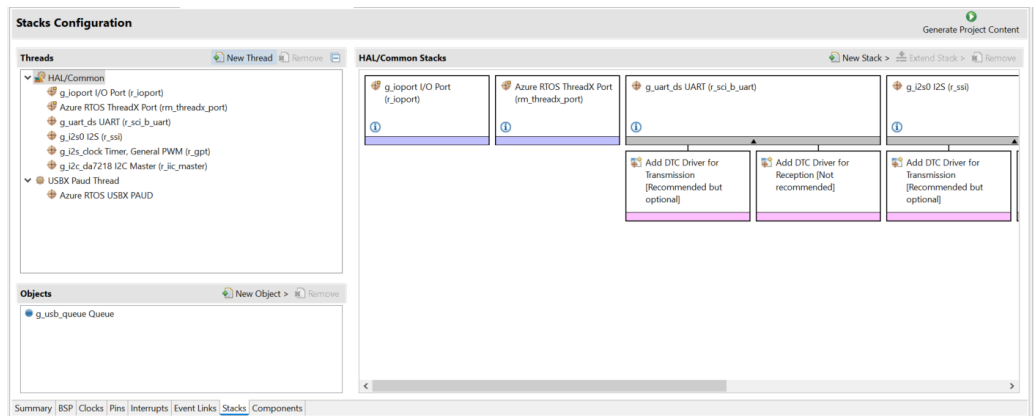 Stacks Configuration
Generate Project Content
Threads
New Thread
Remove
HAL/Common
g_ioport I/O Port (r_ioport)
Azure RTOS ThreadX Port (rm_threadx_port)
g_uart_ds UART (r_sci_b_uart)
g_i2s0 I2S (r_ssi)
g_i2s_clock Timer, General PWM (r_gpt)
g_i2c_da7218 I2C Master (r_iic_master)
USBX Paud Thread
Azure RTOS USBX PAUD
Objects
New Object >
Remove
g_usb_queue Queue
HAL/Common Stacks
New Stack >
Extend Stack >
Remove
g_ioport I/O Port
(r_ioport)
Azure RTOS ThreadX Port
(rm_threadx_port)
g_uart_ds UART (r_sci_b_uart)
g_i2s0 I2S (r_ssi)
Add DTC Driver for
Transmission
[Recommended but
optional]
Add DTC Driver for
Reception [Not
recommended]
Add DTC Driver for
Transmission
[Recommended but
optional]
Summary BSP Clocks Pins Interrupts Event Links Stacks Components